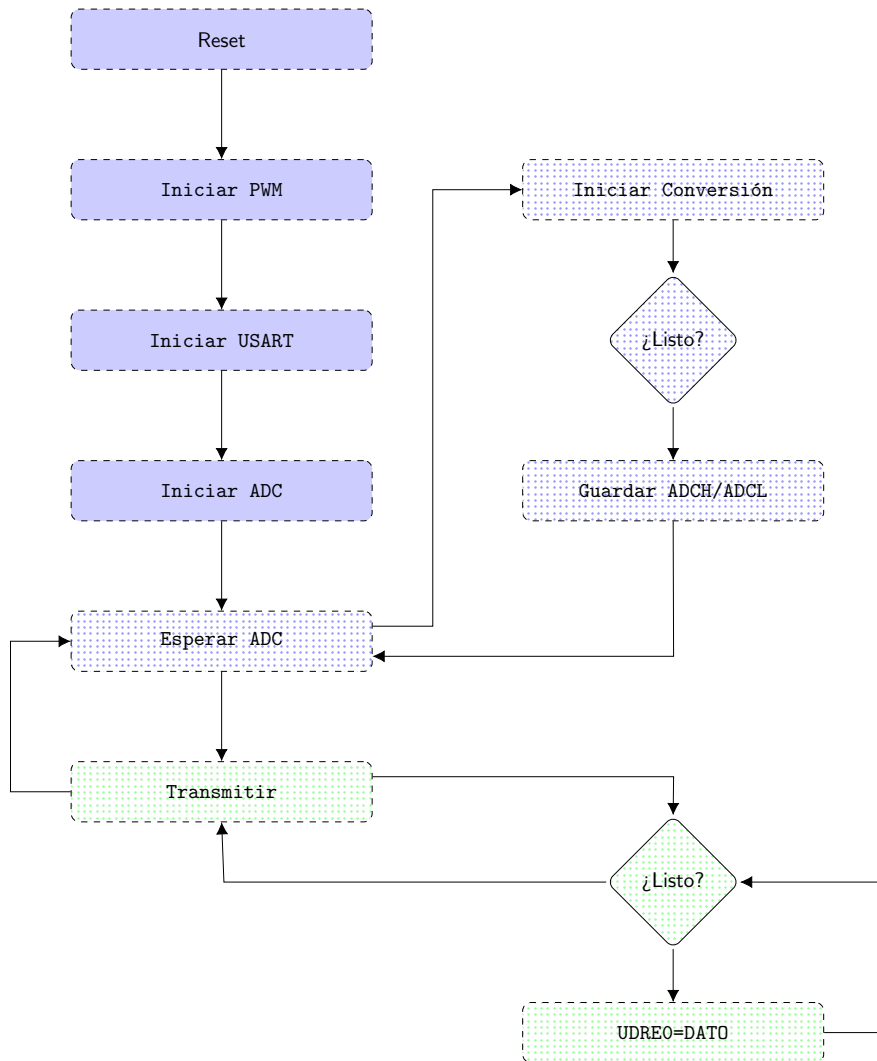 Reset
Iniciar PWM
Iniciar Conversión
Iniciar USART
¿Listo?
Iniciar ADC
Guardar ADCH/ADCL
Esperar ADC
Transmitir
¿Listo?
UDRE0=DATO